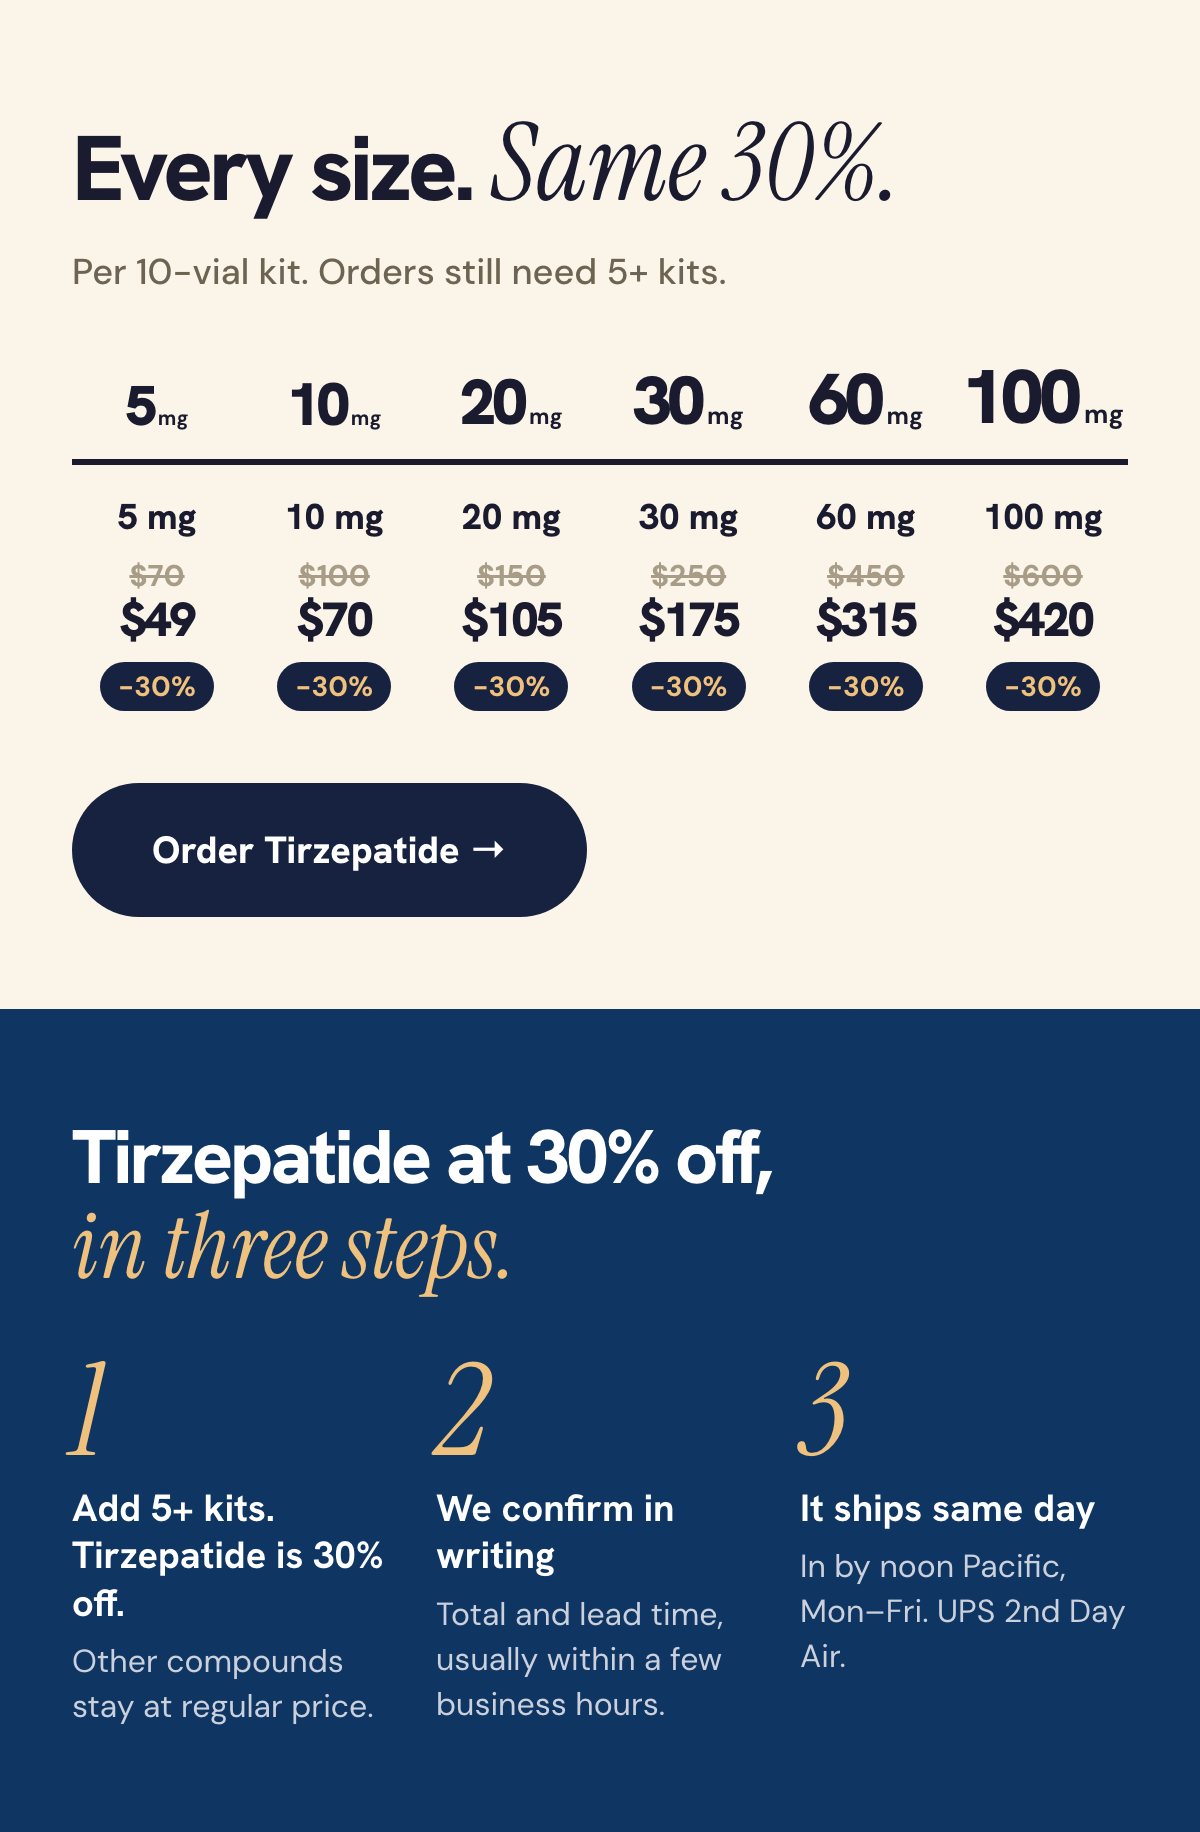 Every size. Same 30%.
Per 10-vial kit. Orders still need 5+ kits.
5mg 10mg 20mg 30mg 60mg 100mg
5 mg 10 mg 20 mg 30 mg 60 mg 100 mg
$70 $100 $150 $250 $450 $600
$49 $70 $105 $175 $315 $420
-30% -30% -30% -30% -30% -30%
Order Tirzepatide →
Tirzepatide at 30% off,
in three steps.
1
Add 5+ kits.
Tirzepatide is 30%
off.
Other compounds
stay at regular price.
2
We confirm in
writing
Total and lead time,
usually within a few
business hours.
3
It ships same day
In by noon Pacific,
Mon–Fri. UPS 2nd Day
Air.